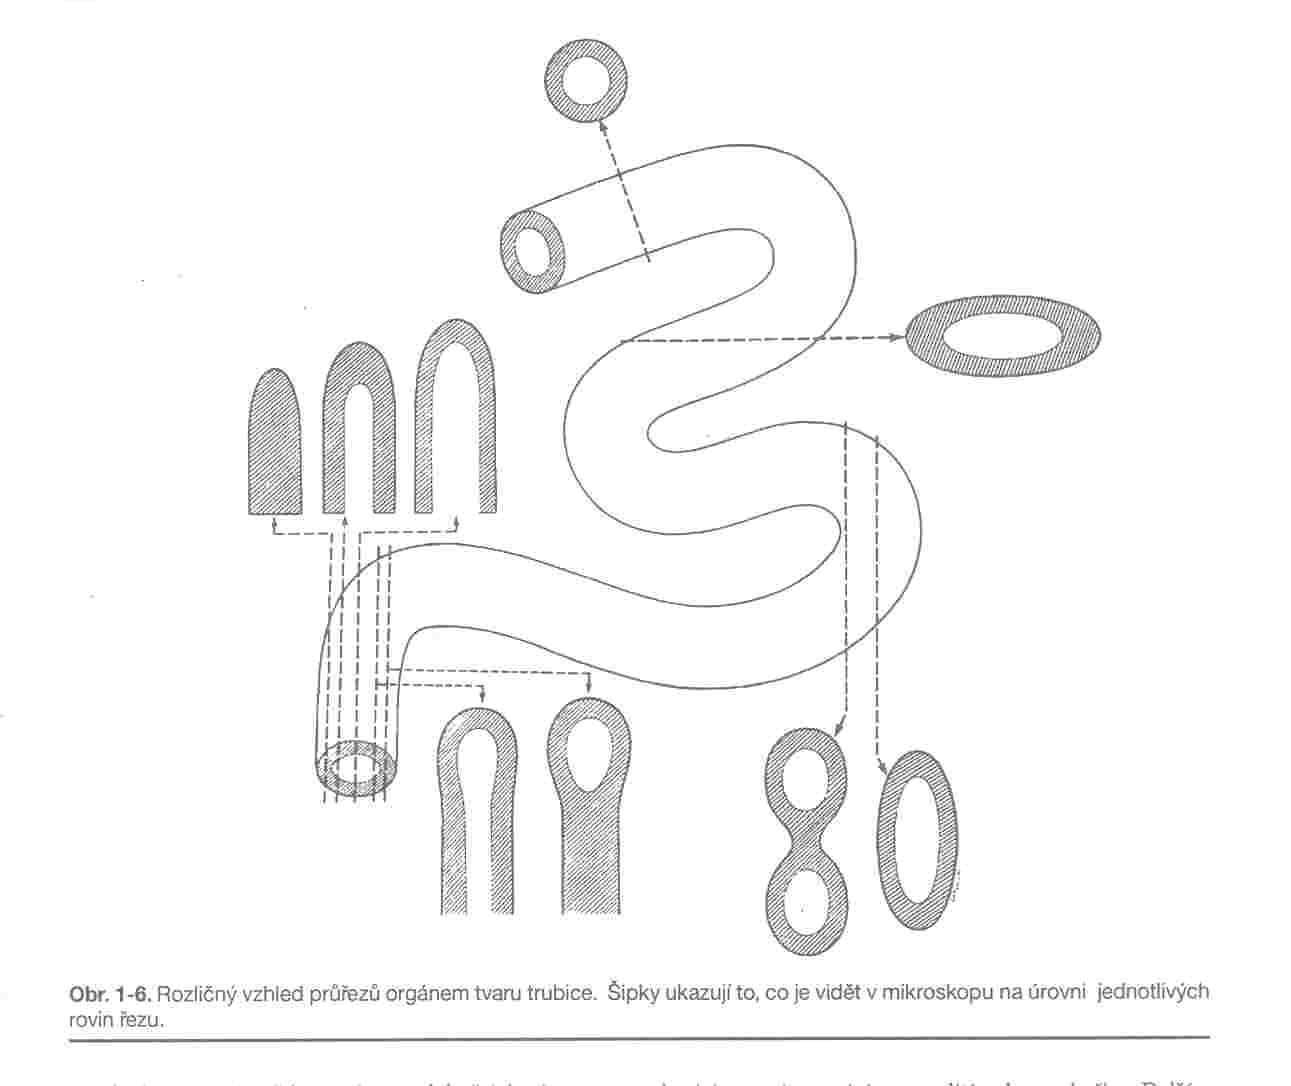 Obr. 1-6. Rozličný vzhled průřezů orgánem tvaru trubice. Šipky ukazují to, co je vidět v mikroskopu na úrovni jednotlivých
rovin řezu.